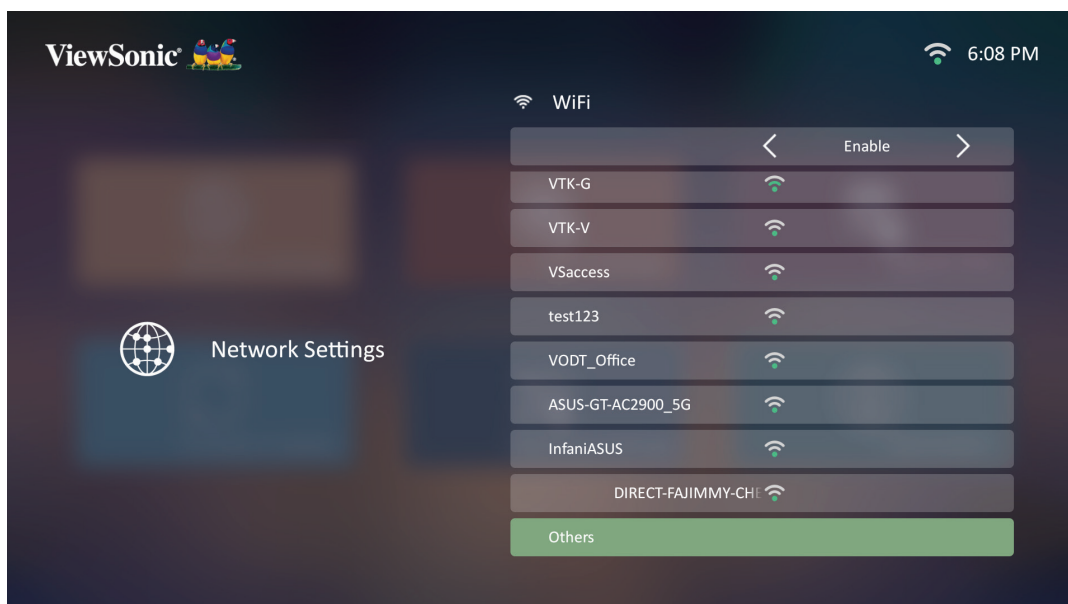 ViewSonic®
6:08 PM
WiFi
Enable
VTK-G
VTK-V
VSaccess
test123
Network Settings
VODT_Office
ASUS-GT-AC2900_5G
InfaniASUS
DIRECT-FAJIMMY-CHE
Others